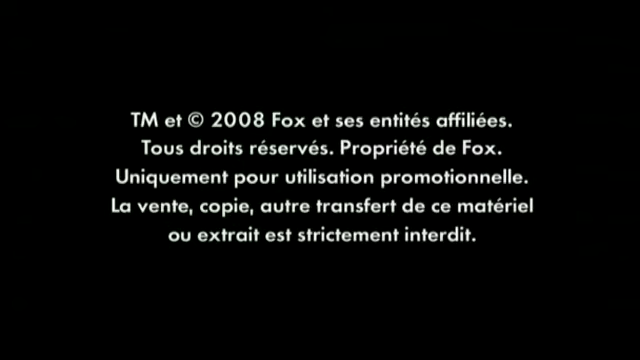 TM et © 2008 Fox et ses entités affiliées.
Tous droits réservés. Propriété de Fox.
Uniquement pour utilisation promotionnelle.
La vente, copie, autre transfert de ce matériel
ou extrait est strictement interdit.